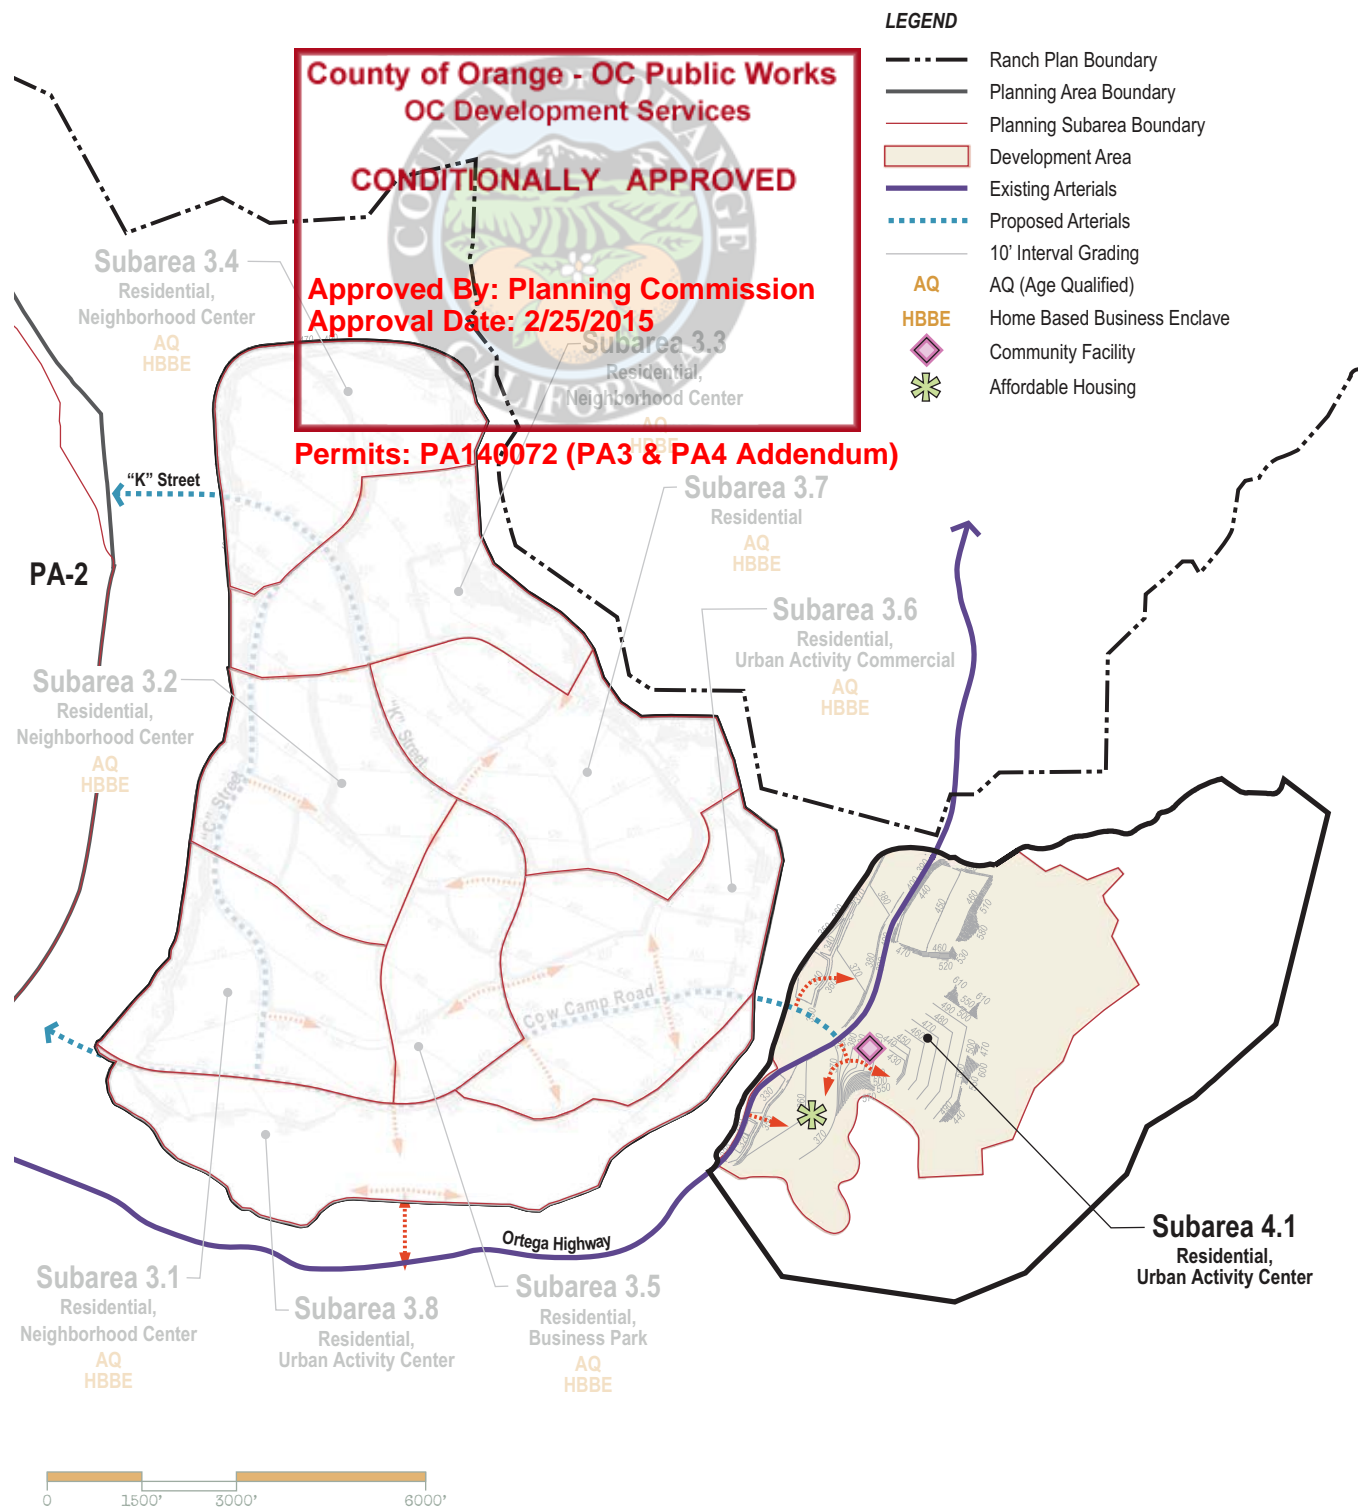 LEGEND
Ranch Plan Boundary
Planning Area Boundary
Planning Subarea Boundary
Development Area
Existing Arterials
Proposed Arterials
10’ Interval Grading
AQ AQ (Age Qualified)
HBBE Home Based Business Enclave
Community Facility
Affordable Housing
County of Orange - OC Public Works
OC Development Services
CONDITIONALLY APPROVED
COUNTY OF ORANGE
CALIFORNIA
Approved By: Planning Commission
Approval Date: 2/25/2015
Permits: PA140072 (PA3 & PA4 Addendum)
Subarea 3.4
Residential,
Neighborhood Center
AQ
HBBE
Subarea 3.3
Residential,
Neighborhood Center
AQ
HBBE
“K” Street
PA-2
Subarea 3.7
Residential
AQ
HBBE
Subarea 3.6
Residential,
Urban Activity Commercial
AQ
HBBE
Subarea 3.2
Residential,
Neighborhood Center
AQ
HBBE
“K” Street
“C” Street
Cow Camp Road
Ortega Highway
Subarea 4.1
Residential,
Urban Activity Center
Subarea 3.1
Residential,
Neighborhood Center
AQ
HBBE
Subarea 3.8
Residential,
Urban Activity Center
Subarea 3.5
Residential,
Business Park
AQ
HBBE
0 1500’ 3000’ 6000’